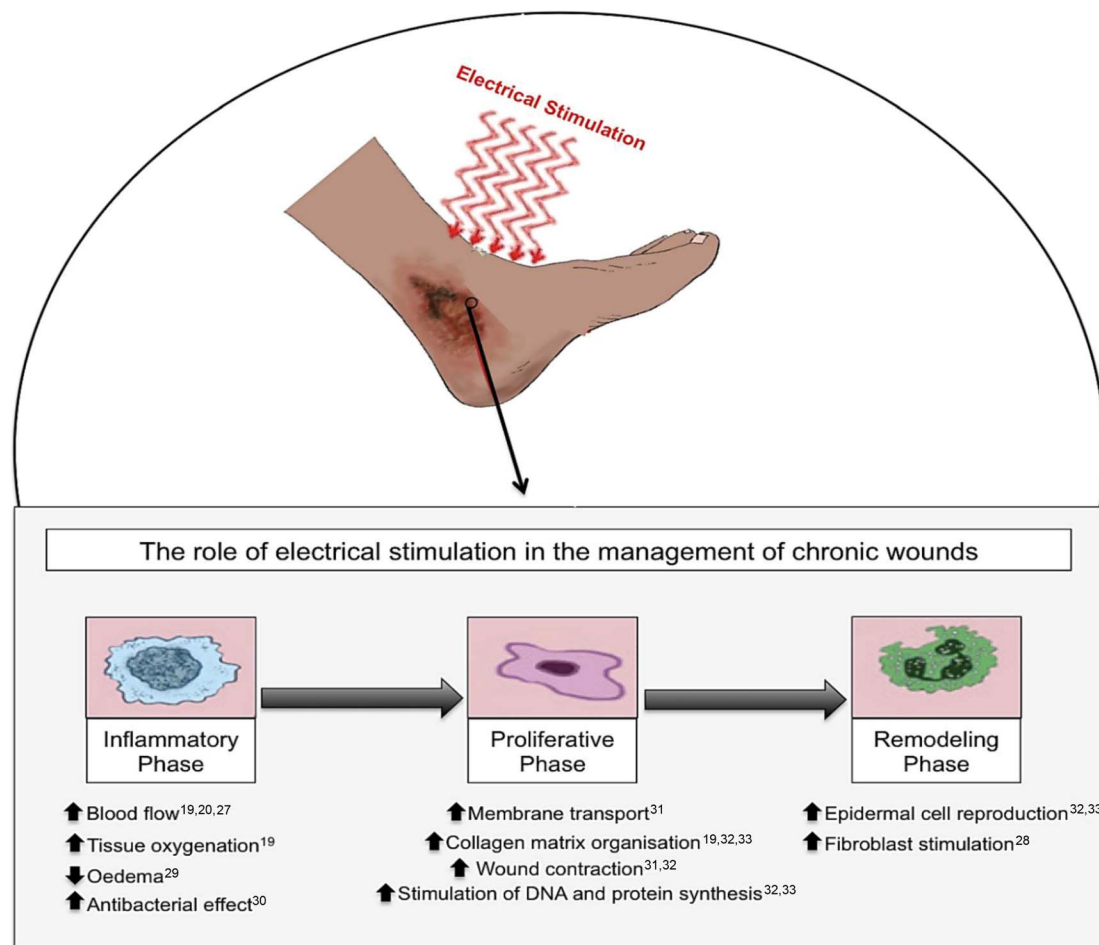 Electrical Stimulation
The role of electrical stimulation in the management of chronic wounds
Inflammatory
Phase
Proliferative
Phase
Remodeling
Phase
Blood flow19,20,27
Tissue oxygenation19
Oedema29
Antibacterial effect30
Membrane transport31
Collagen matrix organisation19,32,33
Wound contraction31,32
Stimulation of DNA and protein synthesis32,33
Epidermal cell reproduction32,33
Fibroblast stimulation28